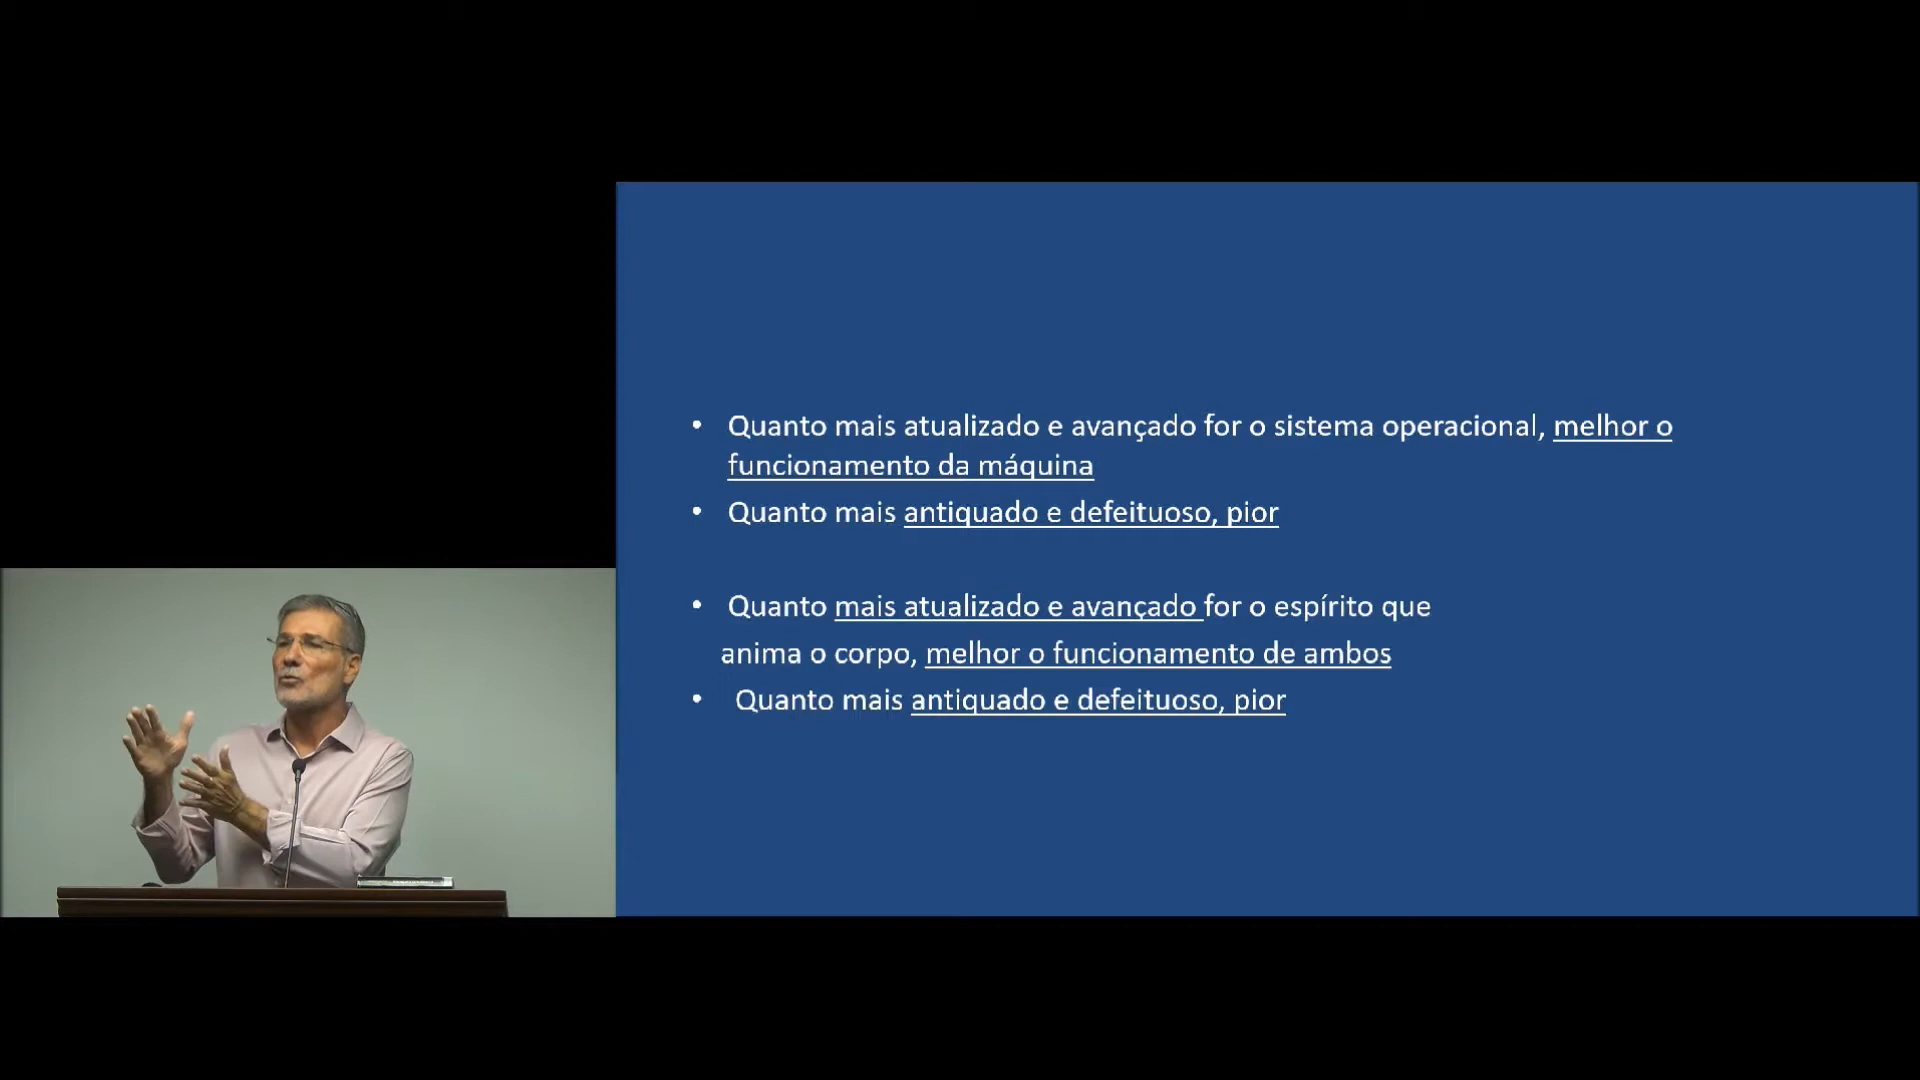 • Quanto mais atualizado e avançado for o sistema operacional, melhor o
funcionamento da máquina
• Quanto mais antiquado e defeituoso, pior
• Quanto mais atualizado e avançado for o espírito que
anima o corpo, melhor o funcionamento de ambos
• Quanto mais antiquado e defeituoso, pior